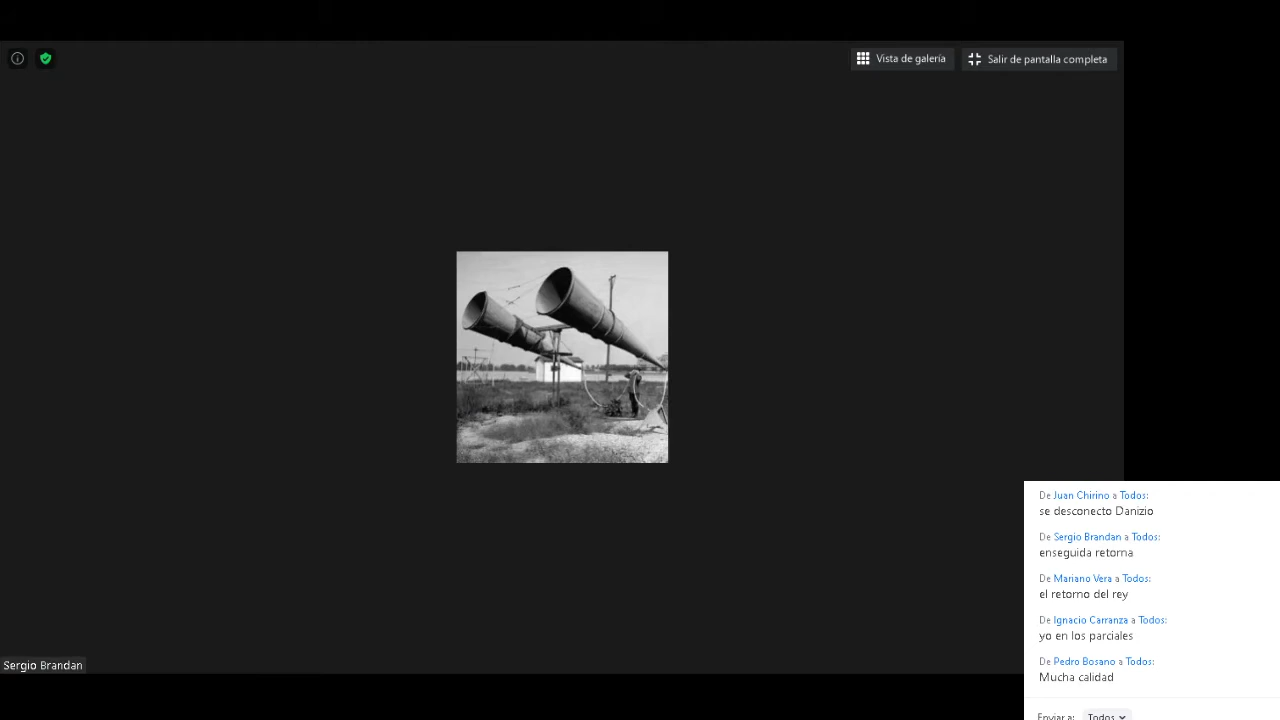 Vista de galería
Salir de pantalla completa
De Juan Chirino a Todos:
se desconecto Danizio
De Sergio Brandan a Todos:
enseguida retorna
De Mariano Vera a Todos:
el retorno del rey
De Ignacio Carranza a Todos:
yo en los parciales
De Pedro Bosano a Todos:
Mucha calidad
Sergio Brandan
Enviar a: Todos